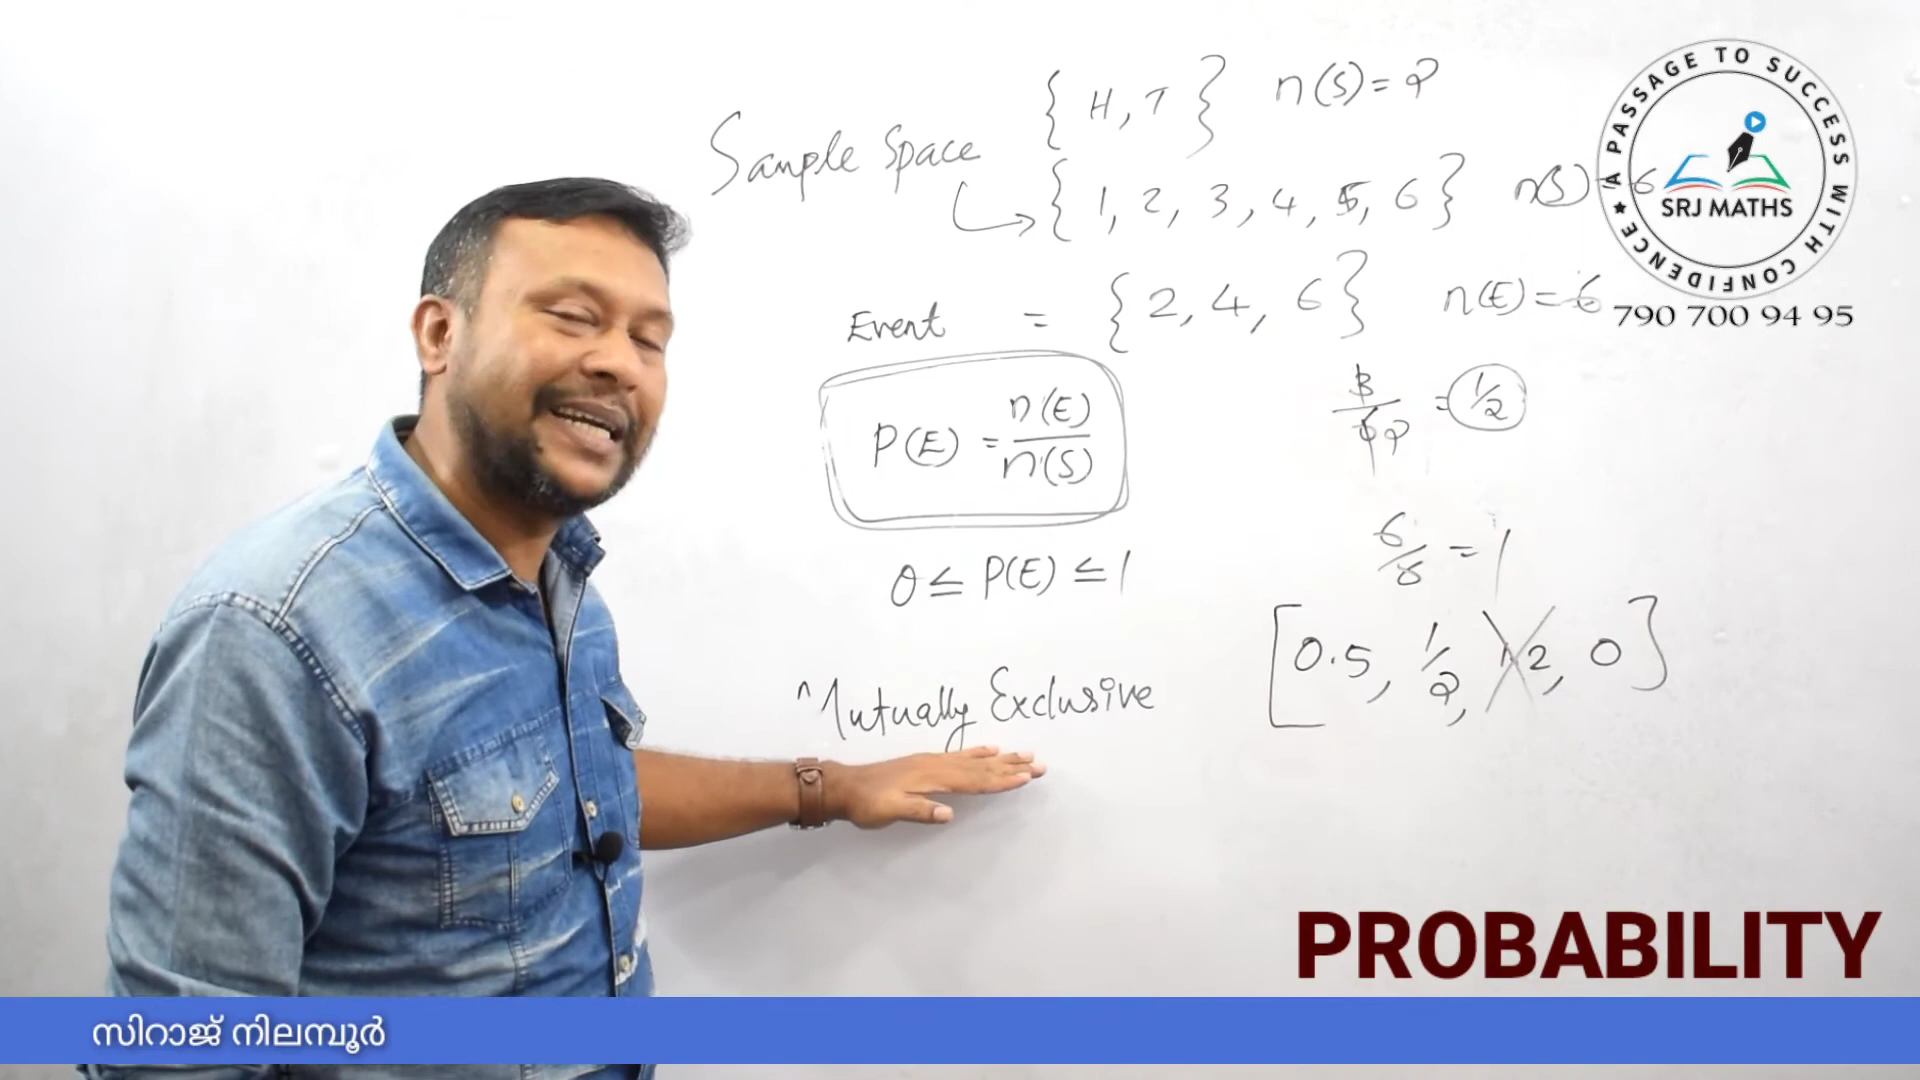 { H, T } n(S) = 2
Sample Space
{ 1, 2, 3, 4, 5, 6 } n(S) = 6
Event = { 2, 4, 6 } n(E) = 6
P(E) = n(E)/n(S)
3/6 2 = 1/2
0 ≤ P(E) ≤ 1
6/6 = 1
[0.5, 1/2, 1.2, 0]
Mutually Exclusive
A PASSAGE TO SUCCESS WITH CONFIDENCE ★
SRJ MATHS
790 700 94 95
PROBABILITY
സിറാജ് നിലമ്പൂർ